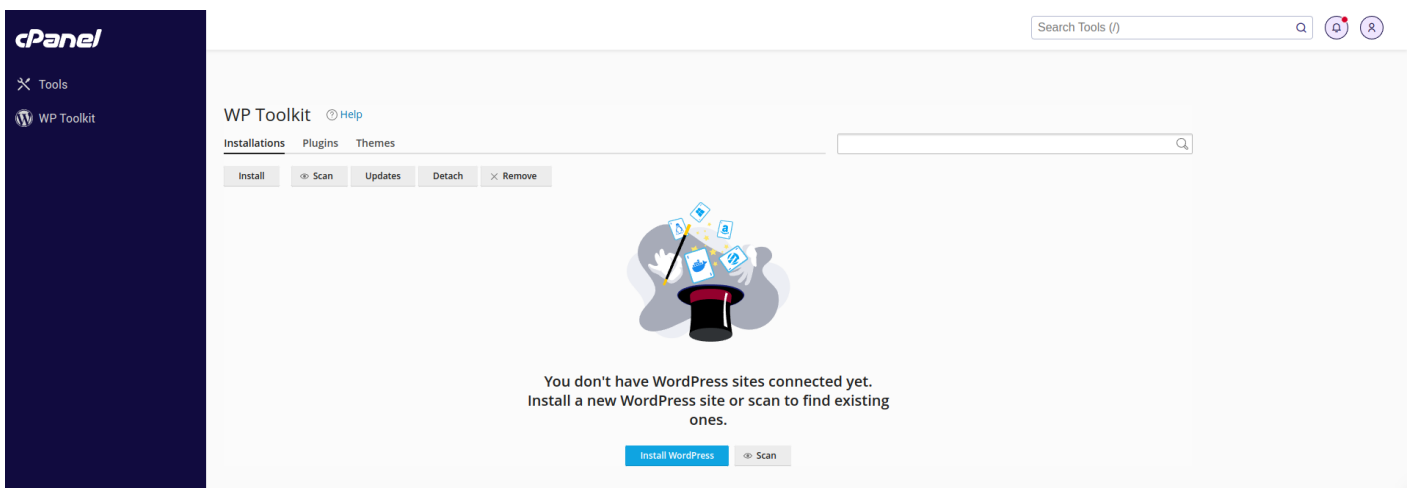 cPanel
Search Tools (/)
Tools
WP Toolkit
WP Toolkit Help
Installations Plugins Themes
Install Scan Updates Detach Remove
a
You don't have WordPress sites connected yet.
Install a new WordPress site or scan to find existing
ones.
Install WordPress Scan